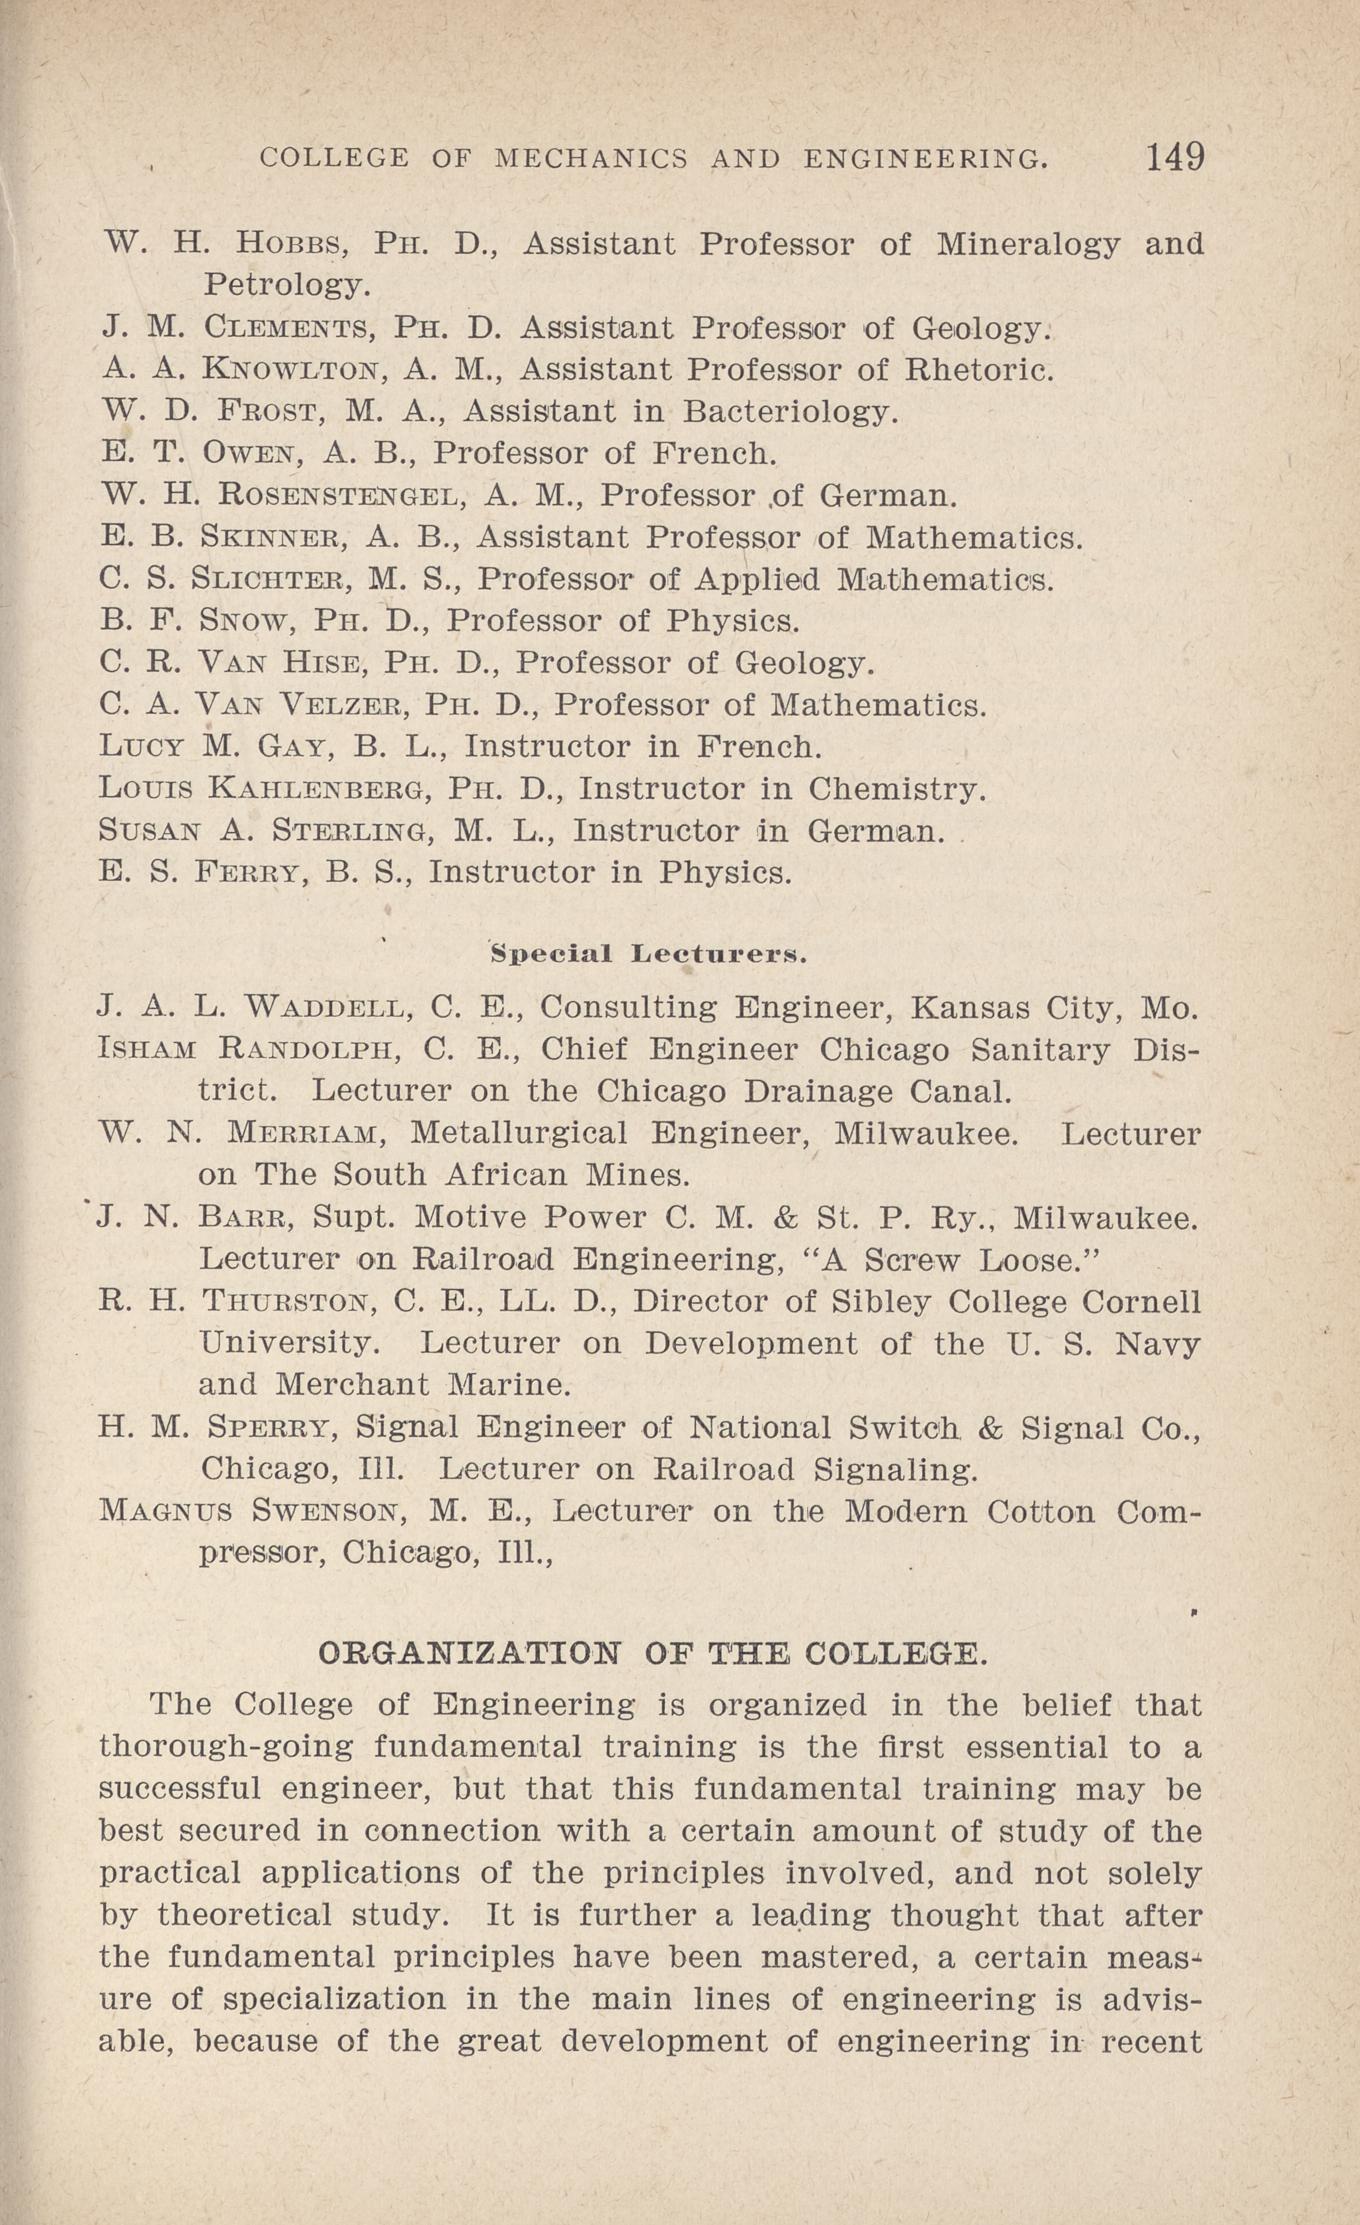 COLLEGE OF MECHANICS AND ENGINEERING. 149
W. H. HOBBS, PH. D., Assistant Professor of Mineralogy and
Petrology.
J. M. CLEMENTS, PH. D. Assistant Professor of Geology.
A. A. KNOWLTON, A. M., Assistant Professor of Rhetoric.
W. D. FROST, M. A., Assistant in Bacteriology.
E. T. OWEN, A. B., Professor of French.
W. H. ROSENSTENGEL, A. M., Professor of German.
E. B. SKINNER, A. B., Assistant Professor of Mathematics.
C. S. SLICHTER, M. S., Professor of Applied Mathematics.
B. F. SNOW, PH. D., Professor of Physics.
C. R. VAN HISE, PH. D., Professor of Geology.
C. A. VAN VELZER, PH. D., Professor of Mathematics.
LUCY M. GAY, B. L., Instructor in French.
LOUIS KAHLENBERG, PH. D., Instructor in Chemistry.
SUSAN A. STERLING, M. L., Instructor in German.
E. S. FERRY, B. S., Instructor in Physics.
Special Lecturers.
J. A. L. WADDELL, C. E., Consulting Engineer, Kansas City, Mo.
ISHAM RANDOLPH, C. E., Chief Engineer Chicago Sanitary Dis-
trict. Lecturer on the Chicago Drainage Canal.
W. N. MERRIAM, Metallurgical Engineer, Milwaukee. Lecturer
on The South African Mines.
J. N. BARR, Supt. Motive Power C. M. & St. P. Ry., Milwaukee.
Lecturer on Railroad Engineering, “A Screw Loose.”
R. H. THURSTON, C. E., LL. D., Director of Sibley College Cornell
University. Lecturer on Development of the U. S. Navy
and Merchant Marine.
H. M. SPERRY, Signal Engineer of National Switch & Signal Co.,
Chicago, Ill. Lecturer on Railroad Signaling.
MAGNUS SWENSON, M. E., Lecturer on the Modern Cotton Com-
pressor, Chicago, Ill.,
ORGANIZATION OF THE COLLEGE.
The College of Engineering is organized in the belief that
thorough-going fundamental training is the first essential to a
successful engineer, but that this fundamental training may be
best secured in connection with a certain amount of study of the
practical applications of the principles involved, and not solely
by theoretical study. It is further a leading thought that after
the fundamental principles have been mastered, a certain meas-
ure of specialization in the main lines of engineering is advis-
able, because of the great development of engineering in recent